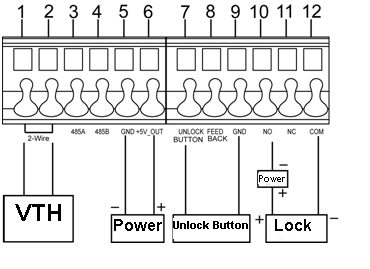 1 2 3 4 5 6 7 8 9 10 11 12
2-Wire 485A 485B GND +5V_OUT UNLOCK BUTTON FEED BACK GND NO NC COM
–
Power
+
VTH
– +
Power
Unlock Button
+ Lock –